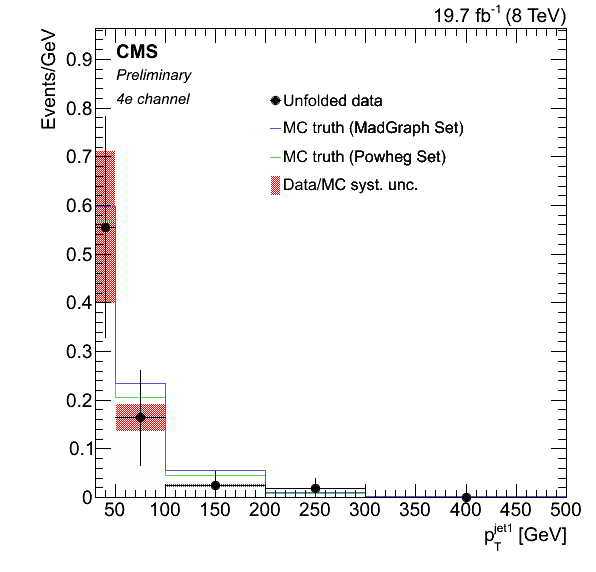 19.7 fb⁻¹ (8 TeV)
Events/GeV
CMS
Preliminary
4e channel
Unfolded data
MC truth (MadGraph Set)
MC truth (Powheg Set)
Data/MC syst. unc.
0.9
0.8
0.7
0.6
0.5
0.4
0.3
0.2
0.1
0
50 100 150 200 250 300 350 400 450 500
p_T^jet1 [GeV]